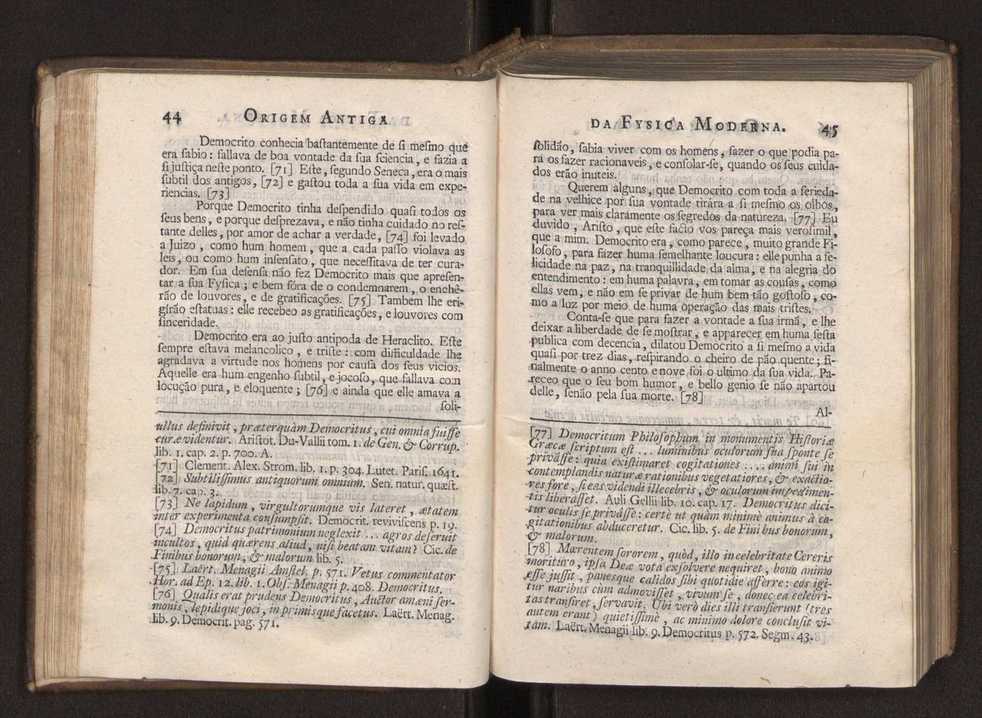 44 ORIGEM ANTIGA
Democrito conhecia baſtantemente de ſi meſmo que
era ſabio: fallava de boa vontade da ſua ſciencia, e fazia a
ſi juſtiça neſte ponto. [71] Eſte, ſegundo Seneca, era o mais
ſubtil dos antigos, [72] e gaſtou toda a ſua vida em expe-
riencias. [73]
Porque Democrito tinha deſpendido quaſi todos os
ſeus bens, e porque deſprezava, e não tinha cuidado no reſ-
tante delles, por amor de achar a verdade, [74] foi levado
a Juizo, como hum homem, que a cada paſſo violava as
leis, ou como hum inſenſato, que neceſſitava de ter cura-
dor. Em ſua defenſa não fez Democrito mais que apreſen-
tar a ſua Fyſica; e bem fóra de o condemnarem, o enchê-
rão de louvores, e de gratificações. [75] Tambem lhe eri-
gîrão eſtatuas: elle recebeo as gratificações, e louvores com
ſinceridade.
Democrito era ao juſto antipoda de Heraclito. Eſte
ſempre eſtava melancolico, e triſte: com difficuldade lhe
agradava a virtude nos homens por cauſa dos ſeus vicios.
Aquelle era hum engenho ſubtil, e jocoſo, que fallava com
locução pura, e eloquente; [76] e ainda que elle amava a
ſoli-
ullus definivit, præterquàm Democritus, cui omnia fuiſſe
curæ videntur. Ariſtot. Du-Vallii tom. 1. de Gen. & Corrup.
lib. 1. cap. 2. p. 700. A.
[71] Clement. Alex. Strom. lib. 1. p. 304. Lutet. Pariſ. 1641.
[72] Subtiliſſimus antiquorum omnium. Sen. natur. quæſt.
lib. 7. cap. 3.
[73] Ne lapidum, virgultorumque vis lateret, ætatem
inter experimenta conſumpſit. Democrit. reviviſcens p. 19.
[74] Democritus patrimonium neglexit ... agros deſeruit
incultos, quid quærens aliud, niſi beatam vitam? Cic. de
Finibus bonorum, & malorum lib. 5.
[75] Laërt. Menagii Amſtel. p. 571. Vetus commentator
Hor. ad Ep. 12. lib. 1. Obſ. Menagii p. 408. Democritus.
[76] Qualis erat prudens Democritus, Auctor amœni ſer-
monis, lepidique joci, in primis que facetus. Laërt. Menag.
lib. 9. Democrit. pag. 571.
DA FYSICA MODERNA. 45
ſolidão, ſabia viver com os homens, fazer o que podia pa-
ra os fazer racionaveis, e conſolar-ſe, quando os ſeus cuida-
dos erão inuteis.
Querem alguns, que Democrito com toda a ſerieda-
de na velhice por ſua vontade tirára a ſi meſmo os olhos,
para ver mais claramente os ſegredos da natureza. [77] Eu
duvido, Ariſto, que eſte facto vos pareça mais veroſimil,
que a mim. Democrito era, como parece, muito grande Fi-
loſofo, para fazer huma ſemelhante loucura: elle punha a fe-
licidade na paz, na tranquillidade da alma, e na alegria do
entendimento: em huma palavra, em tomar as couſas, como
ellas vem, e não em ſe privar de hum bem tão goſtoſo, co-
mo a luz por meio de huma operação das mais triſtes.
Conta-ſe que para fazer a vontade a ſua irmã, e lhe
deixar a liberdade de ſe moſtrar, e apparecer em huma feſta
publica com decencia, dilatou Democrito a ſi meſmo a vida
quaſi por trez dias, reſpirando o cheiro de pão quente; fi-
nalmente o anno cento e nove foi o ultimo da ſua vida. Pa-
receo que o ſeu bom humor, e bello genio ſe não apartou
delle, ſenão pela ſua morte. [78]
Al-
[77] Democritum Philoſophum in monumentis Hiſtoriæ
Græcæ ſcriptum eſt ... luminibus oculorum ſua ſponte ſe
privâſſe: quia exiſtimaret cogitationes .... animi ſui in
contemplandis naturæ rationibus vegetatiores, & exactio-
res fore, ſi eas videndi illecebris, & oculorum impedimen-
tis liberâſſet. Auli Gellii lib. 10. cap. 17. Democritus dici-
tur oculis ſe privâſſe: certè ut quàm minimè animus à co-
gitationibus abduceretur. Cic. lib. 5. de Finibus bonorum,
& malorum.
[78] Mærentem ſororem, quòd, illo in celebritate Cereris
morituro, ipſa Deæ vota exſolvere nequiret, bono animo
eſſe juſſit, paneſque calidos ſibi quotidie afferre: eos igi-
tur naribus cùm admoviſſet, vivum ſe, donec ea celebri-
tas tranſiret, ſervavit. Ubi verò dies illi tranſierunt (tres
autem erant) quietiſſimè, ac minimo dolore concluſit vi-
tam. Laërt. Menagii lib. 9. Democritus p. 572. Segm. 43.